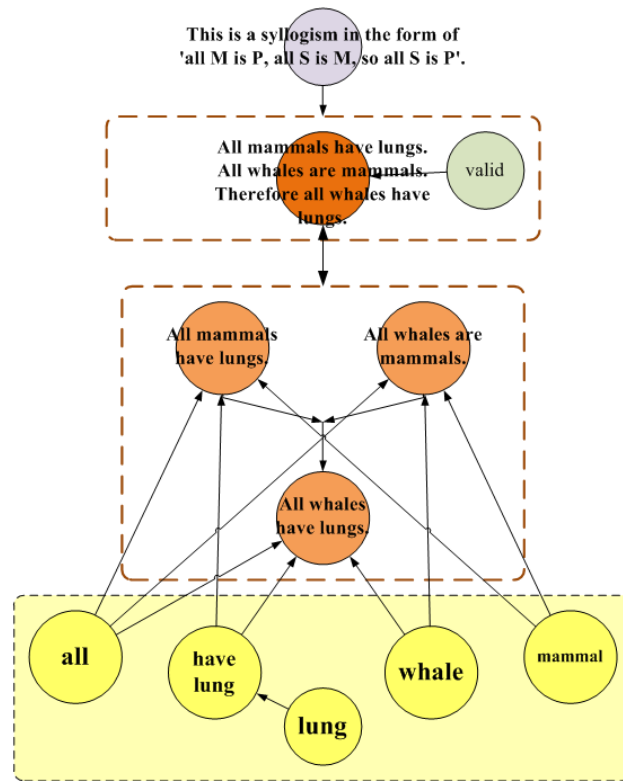 This is a syllogism in the form of
'all M is P, all S is M, so all S is P'.
All mammals have lungs.
All whales are mammals.
Therefore all whales have
lungs.
valid
All mammals
have lungs.
All whales are
mammals.
All whales
have lungs.
all
have
lung
whale
mammal
lung